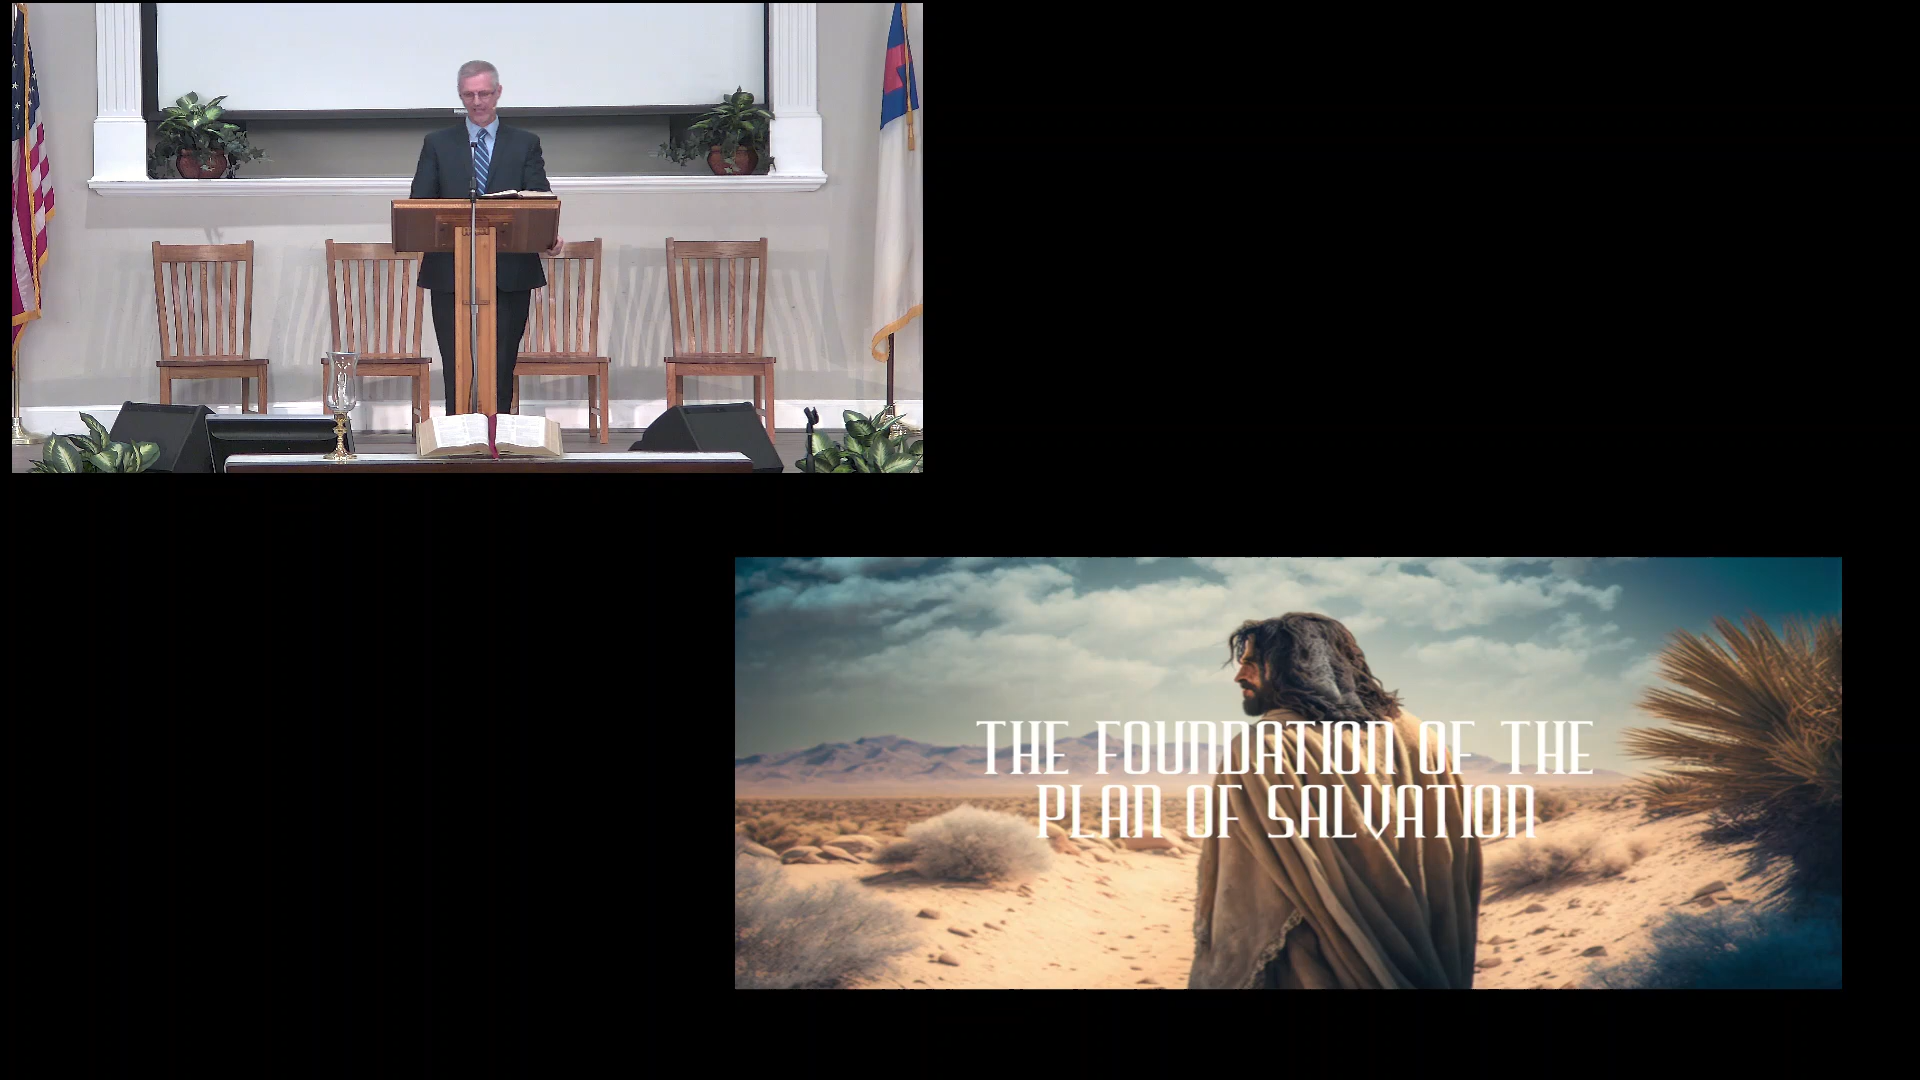 THE FOUNDATION OF THE
PLAN OF SALVATION